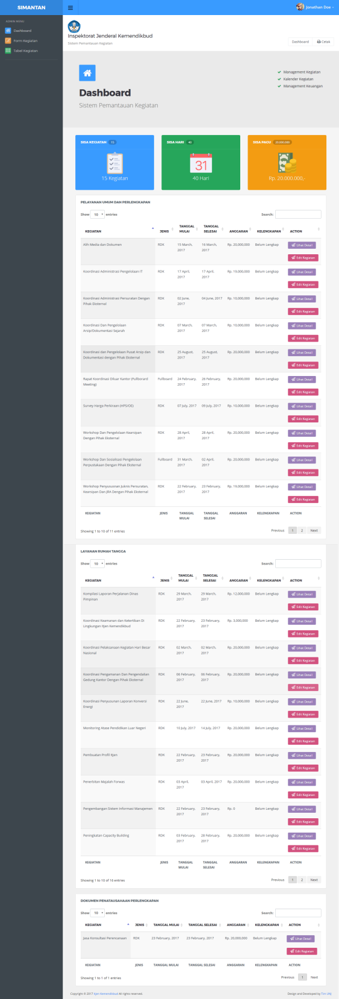 SIMANTAN
Jonathan Doe
ADMIN MENU
Dashboard
Form Kegiatan
Tabel Kegiatan
Inspektorat Jenderal Kemendikbud
Sistem Pemantauan Kegiatan
Dashboard Cetak
Management Kegiatan
Kalender Kegiatan
Management Keuangan
Dashboard
Sistem Pemantauan Kegiatan
SISA KEGIATAN 15
15 Kegiatan
SISA HARI 40
31
40 Hari
SISA PAGU 20.000.000
Rp. 20.000.000,-
PELAYANAN UMUM DAN PERLENGKAPAN
Show 10 entries Search:
KEGIATAN JENIS TANGGAL MULAI TANGGAL SELESAI ANGGARAN KELENGKAPAN ACTION
Alih Media dan Dokumen RDK 15 March, 2017 16 March, 2017 Rp. 20,000,000 Belum Lengkap Lihat Detail
Edit Kegiatan
Koordinasi Administrasi Pengelolaan IT RDK 17 April, 2017 17 April, 2017 Rp. 19,000,000 Belum Lengkap Lihat Detail
Edit Kegiatan
Koordinasi Administrasi Persuratan Dengan Pihak Eksternal RDK 02 June, 2017 04 June, 2017 Rp. 10,000,000 Belum Lengkap Lihat Detail
Edit Kegiatan
Koordinasi Dan Pengelolaan Arsip/Dokumentasi Sejarah RDK 07 March, 2017 07 March, 2017 Rp. 10,000,000 Belum Lengkap Lihat Detail
Edit Kegiatan
Koordinasi dan Pengelolaan Pusat Arsip dan Dokumentasi dengan Pihak Eksternal RDK 25 August, 2017 25 August, 2017 Rp. 20,000,000 Belum Lengkap Lihat Detail
Edit Kegiatan
Rapat Koordinasi Diluar Kantor (Fullborard Meeting) Fullboard 24 February, 2017 26 February, 2017 Rp. 20,000,000 Belum Lengkap Lihat Detail
Edit Kegiatan
Survey Harga Perkiraan (HPS/OE) RDK 07 July, 2017 09 July, 2017 Rp. 10,000,000 Belum Lengkap Lihat Detail
Edit Kegiatan
Workshop Dan Pengelolaan Kearsipan Dengan Pihak Eksternal RDK 28 April, 2017 28 April, 2017 Rp. 20,000,000 Belum Lengkap Lihat Detail
Edit Kegiatan
Workshop Dan Sosialisasi Pengelolaan Perpustakaan Dengan Pihak Eksternal Fullboard 31 March, 2017 02 April, 2017 Rp. 20,000,000 Belum Lengkap Lihat Detail
Edit Kegiatan
Workshop Penyususnan Juknis Persuratan, Kearsipan Dan JRA Dengan Pihak Eksternal RDK 22 February, 2017 23 February, 2017 Rp. 19,000,000 Belum Lengkap Lihat Detail
Edit Kegiatan
KEGIATAN JENIS TANGGAL MULAI TANGGAL SELESAI ANGGARAN KELENGKAPAN ACTION
Showing 1 to 10 of 11 entries Previous 1 2 Next
LAYANAN RUMAH TANGGA
Show 10 entries Search:
KEGIATAN JENIS TANGGAL MULAI TANGGAL SELESAI ANGGARAN KELENGKAPAN ACTION
Kompilasi Laporan Perjalanan Dinas Pimpinan RDK 29 March, 2017 29 March, 2017 Rp. 12,000,000 Belum Lengkap Lihat Detail
Edit Kegiatan
Koordinasi Keamanan dan Ketertiban Di Lingkungan Itjen Kemendikbud RDK 22 February, 2017 23 February, 2017 Rp. 3,000,000 Belum Lengkap Lihat Detail
Edit Kegiatan
Koordinasi Pelaksanaan Kegiatan Hari Besar Nasional RDK 02 March, 2017 02 March, 2017 Rp. 20,000,000 Belum Lengkap Lihat Detail
Edit Kegiatan
Koordinasi Pengamanan Dan Pengendalian Gedung Kantor Dengan Pihak Eksternal RDK 06 February, 2017 06 February, 2017 Rp. 20,000,000 Belum Lengkap Lihat Detail
Edit Kegiatan
Koordinasi Penyusunan Laporan Konversi Energi RDK 22 June, 2017 22 June, 2017 Rp. 10,000,000 Belum Lengkap Lihat Detail
Edit Kegiatan
Monitoring Atase Pendidikan Luar Negeri RDK 10 July, 2017 14 July, 2017 Rp. 20,000,000 Belum Lengkap Lihat Detail
Edit Kegiatan
Pembuatan Profil Itjen RDK 22 February, 2017 23 February, 2017 Rp. 20,000,000 Belum Lengkap Lihat Detail
Edit Kegiatan
Penerbitan Majalah Forwas RDK 03 April, 2017 03 April, 2017 Rp. 20,000,000 Belum Lengkap Lihat Detail
Edit Kegiatan
Pengembangan Sistem Informasi Manajemen RDK 22 February, 2017 23 February, 2017 Rp. 0 Belum Lengkap Lihat Detail
Edit Kegiatan
Peningkatan Capacity Building RDK 03 February, 2017 28 February, 2017 Rp. 20,000,000 Belum Lengkap Lihat Detail
Edit Kegiatan
KEGIATAN JENIS TANGGAL MULAI TANGGAL SELESAI ANGGARAN KELENGKAPAN ACTION
Showing 1 to 10 of 16 entries Previous 1 2 Next
DOKUMEN PENATAUSAHAAN PERLENGKAPAN
Show 10 entries Search:
KEGIATAN JENIS TANGGAL MULAI TANGGAL SELESAI ANGGARAN KELENGKAPAN ACTION
Jasa Konsultasi Perencanaan RDK 23 February, 2017 23 February, 2017 Rp. 20,000,000 Belum Lengkap Lihat Detail
Edit Kegiatan
KEGIATAN JENIS TANGGAL MULAI TANGGAL SELESAI ANGGARAN KELENGKAPAN ACTION
Showing 1 to 1 of 1 entries Previous 1 Next
Copyright © 2017 Itjen Kemendikbud All rights reserved. Design and Developed by Tim UNJ